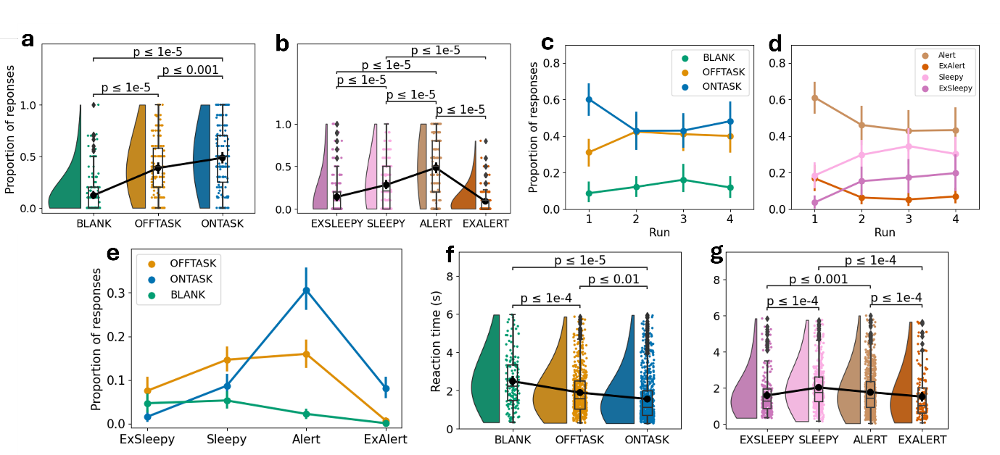 a
Proportion of reponses
1.0
0.5
0.0
p ≤ 1e-5
p ≤ 0.001
p ≤ 1e-5
BLANK OFFTASK ONTASK
b
1.0
0.5
0.0
p ≤ 1e-5
p ≤ 1e-5
p ≤ 1e-5
p ≤ 1e-5
p ≤ 1e-5
EXSLEEPY SLEEPY ALERT EXALERT
c
Proportion of responses
0.8
0.6
0.4
0.2
0.0
BLANK
OFFTASK
ONTASK
1 2 3 4
Run
d
0.8
0.6
0.4
0.2
0.0
Alert
ExAlert
Sleepy
ExSleepy
1 2 3 4
Run
e
Proportion of responses
0.3
0.2
0.1
0.0
OFFTASK
ONTASK
BLANK
ExSleepy Sleepy Alert ExAlert
f
Reaction time (s)
8
6
4
2
0
p ≤ 1e-5
p ≤ 0.01
p ≤ 1e-4
BLANK OFFTASK ONTASK
g
8
6
4
2
0
p ≤ 1e-4
p ≤ 0.001
p ≤ 1e-4
p ≤ 1e-4
EXSLEEPY SLEEPY ALERT EXALERT